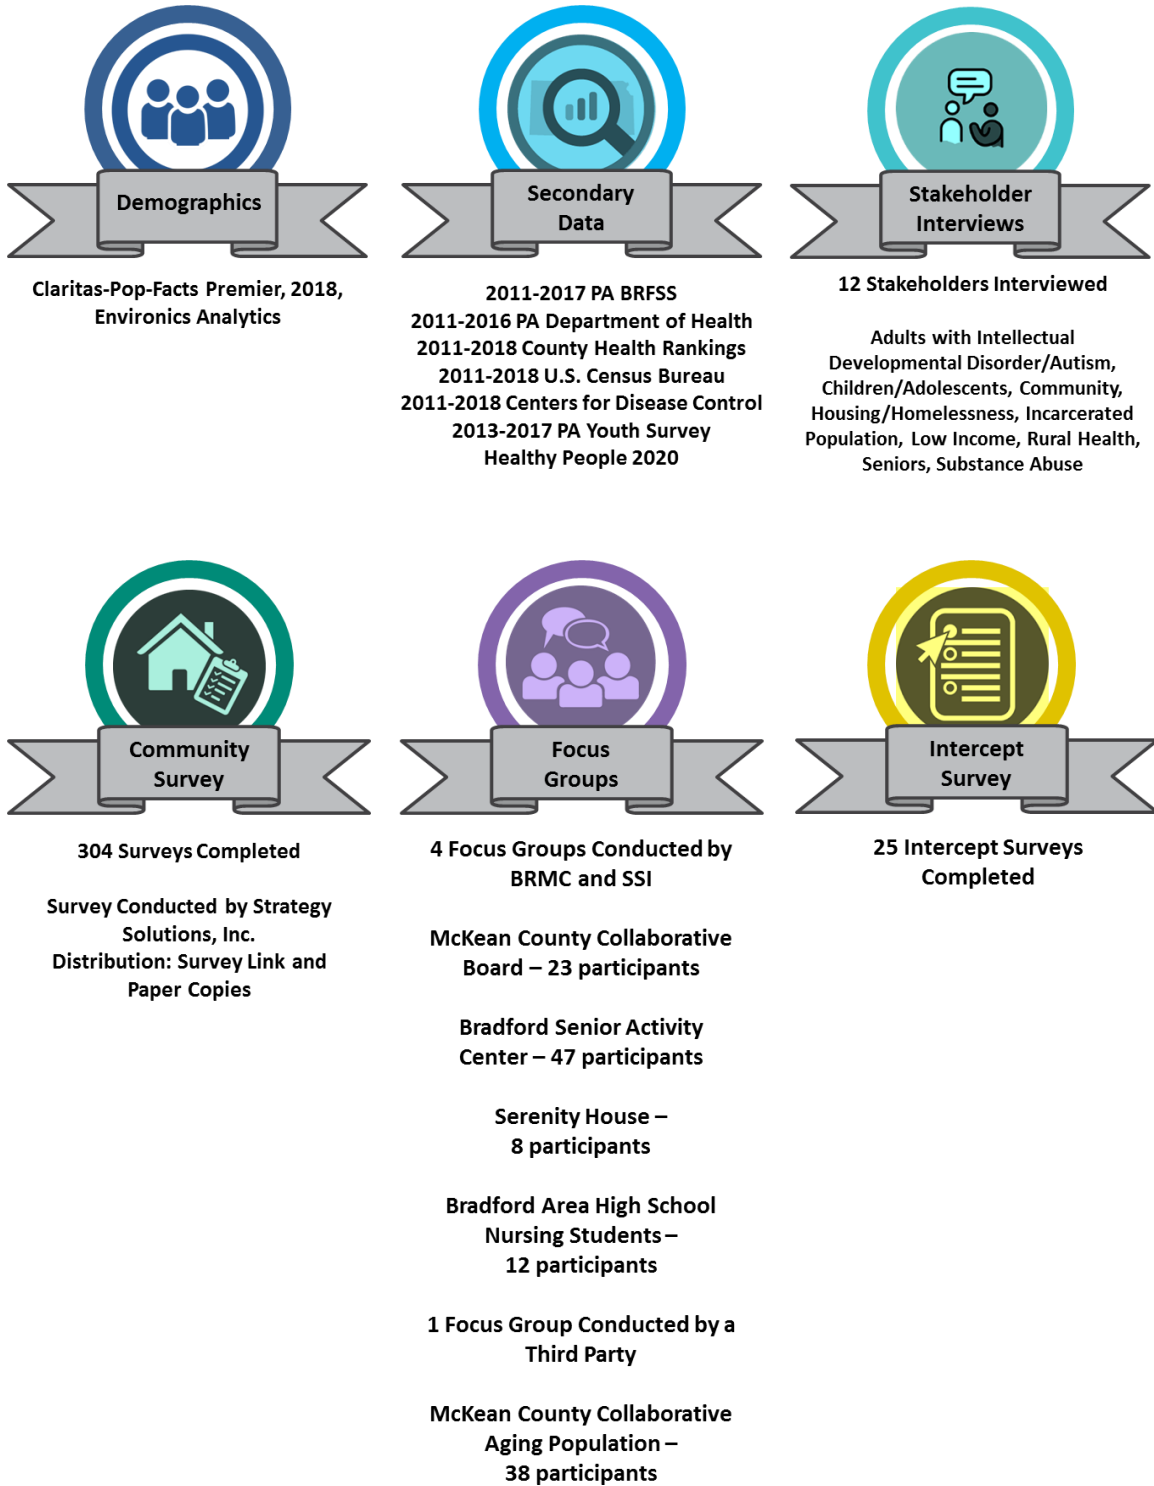 Demographics
Claritas-Pop-Facts Premier, 2018,
Environics Analytics
Secondary
Data
2011-2017 PA BRFSS
2011-2016 PA Department of Health
2011-2018 County Health Rankings
2011-2018 U.S. Census Bureau
2011-2018 Centers for Disease Control
2013-2017 PA Youth Survey
Healthy People 2020
Stakeholder
Interviews
12 Stakeholders Interviewed
Adults with Intellectual
Developmental Disorder/Autism,
Children/Adolescents, Community,
Housing/Homelessness, Incarcerated
Population, Low Income, Rural Health,
Seniors, Substance Abuse
Community
Survey
304 Surveys Completed
Survey Conducted by Strategy
Solutions, Inc.
Distribution: Survey Link and
Paper Copies
Focus
Groups
4 Focus Groups Conducted by
BRMC and SSI
McKean County Collaborative
Board – 23 participants
Bradford Senior Activity
Center – 47 participants
Serenity House –
8 participants
Bradford Area High School
Nursing Students –
12 participants
1 Focus Group Conducted by a
Third Party
McKean County Collaborative
Aging Population –
38 participants
Intercept
Survey
25 Intercept Surveys
Completed